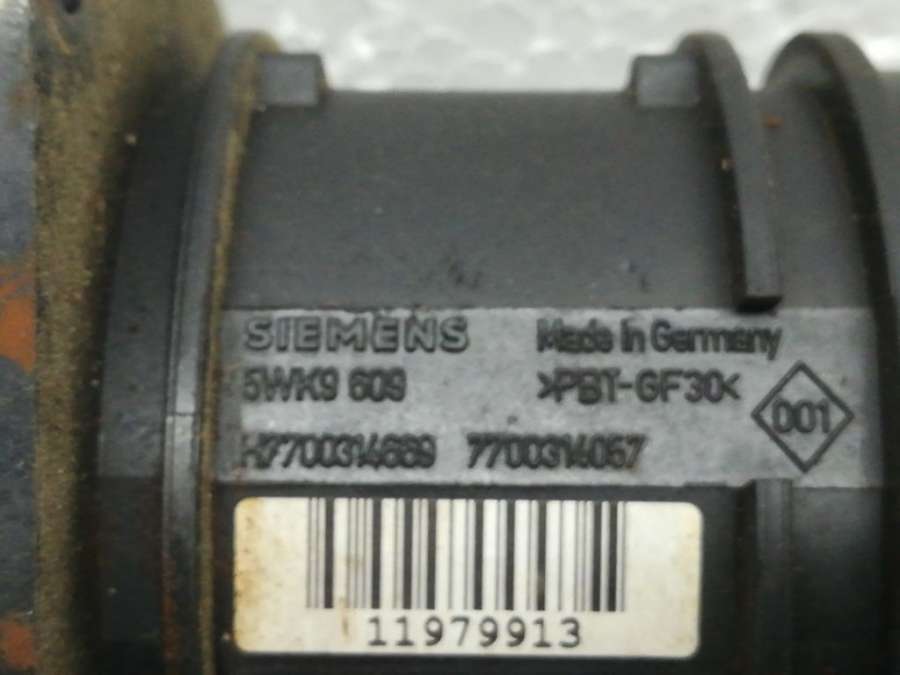 SIEMENS Made in Germany
5WK9 609 >PBT-GF30<
001
H7700314669 7700314057
11979913